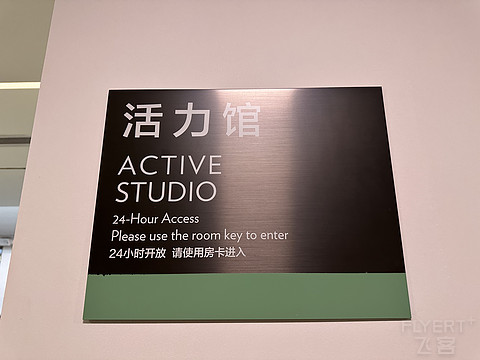 活力馆
ACTIVE
STUDIO
24-Hour Access
Please use the room key to enter
24小时开放 请使用房卡进入
FLYERT+
飞客